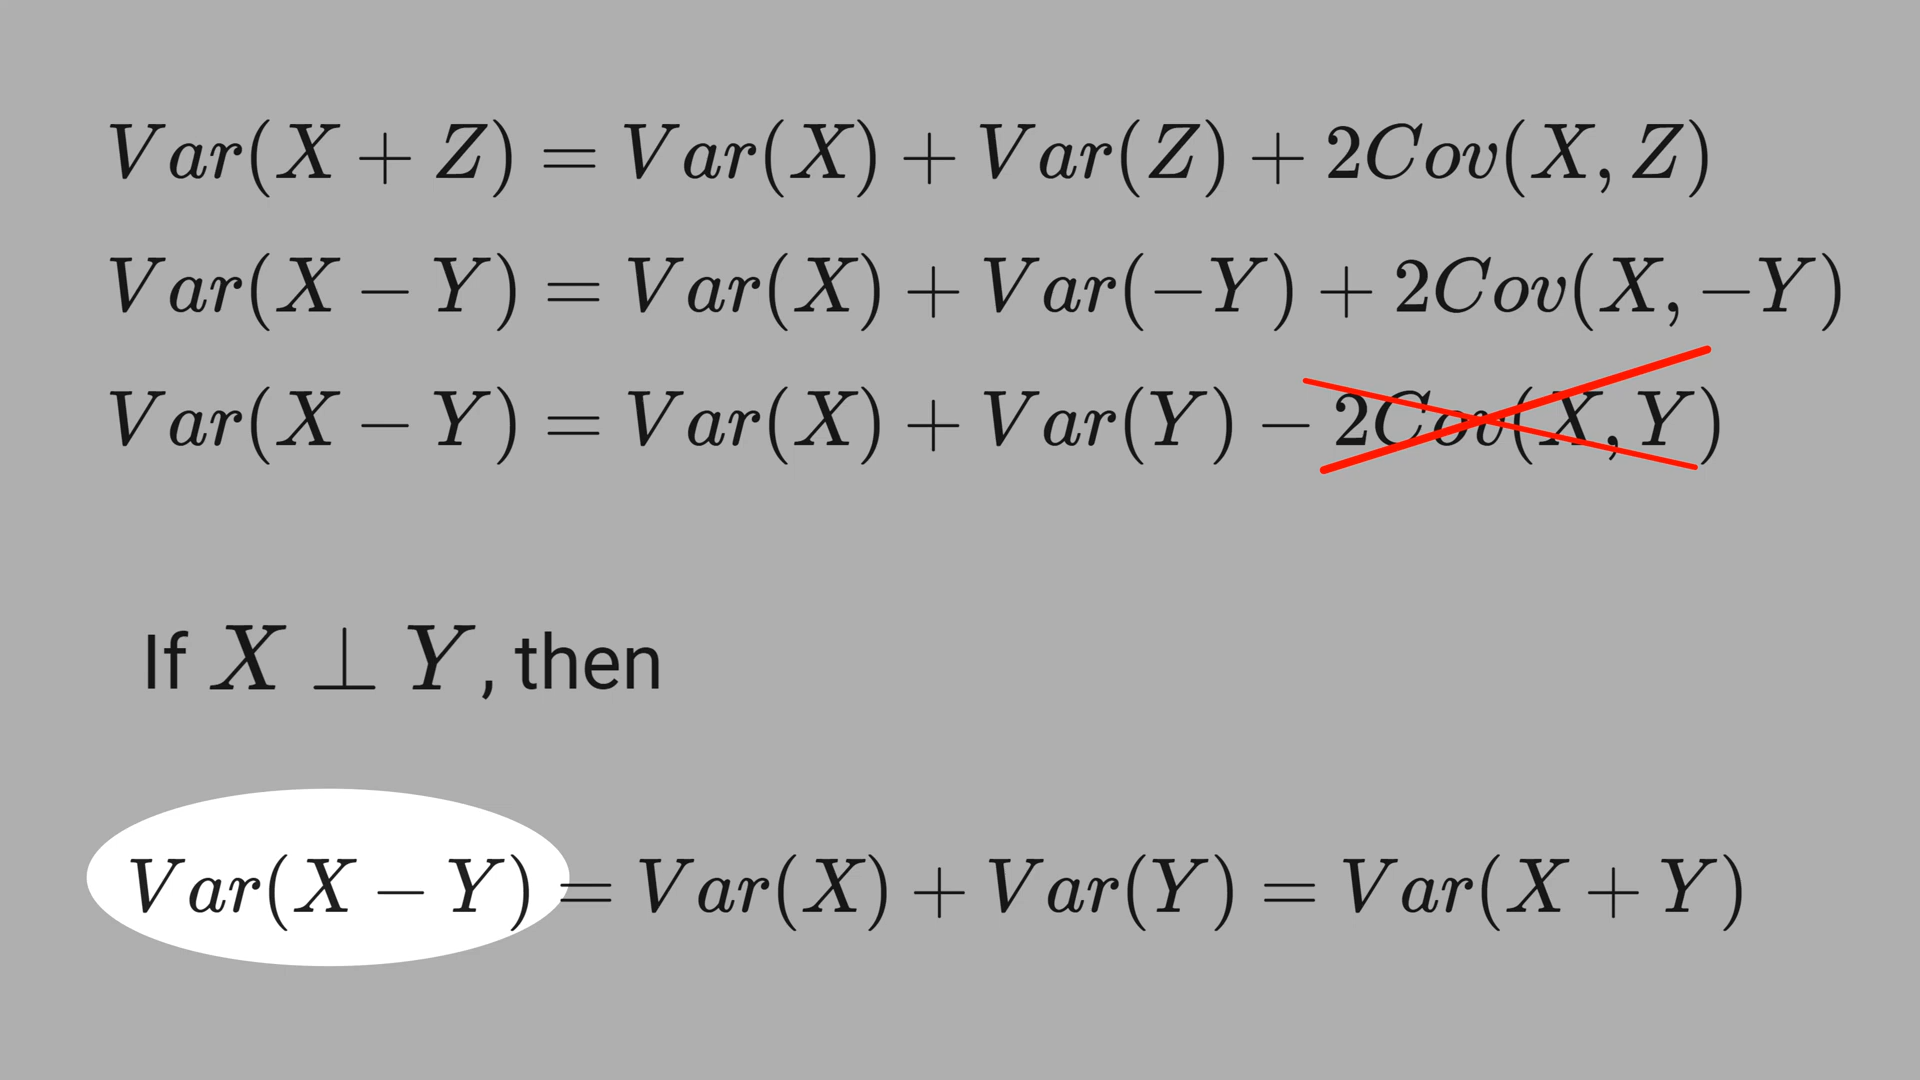 Var(X + Z) = Var(X) + Var(Z) + 2Cov(X, Z)
Var(X − Y) = Var(X) + Var(−Y) + 2Cov(X, −Y)
Var(X − Y) = Var(X) + Var(Y) − 2Cov(X, Y)
If X ⊥ Y, then
Var(X − Y) = Var(X) + Var(Y) = Var(X + Y)